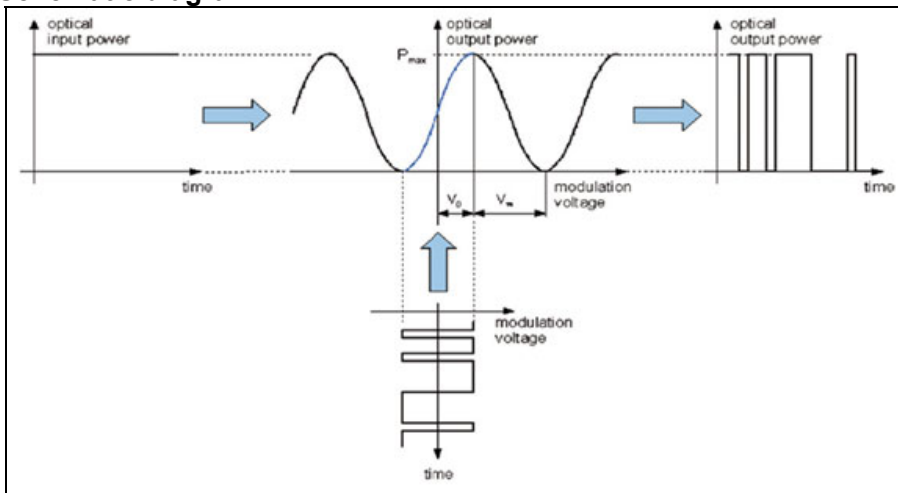 optical
input power
time
optical
output power
Pmax
V0
Vπ
modulation
voltage
optical
output power
time
modulation
voltage
time